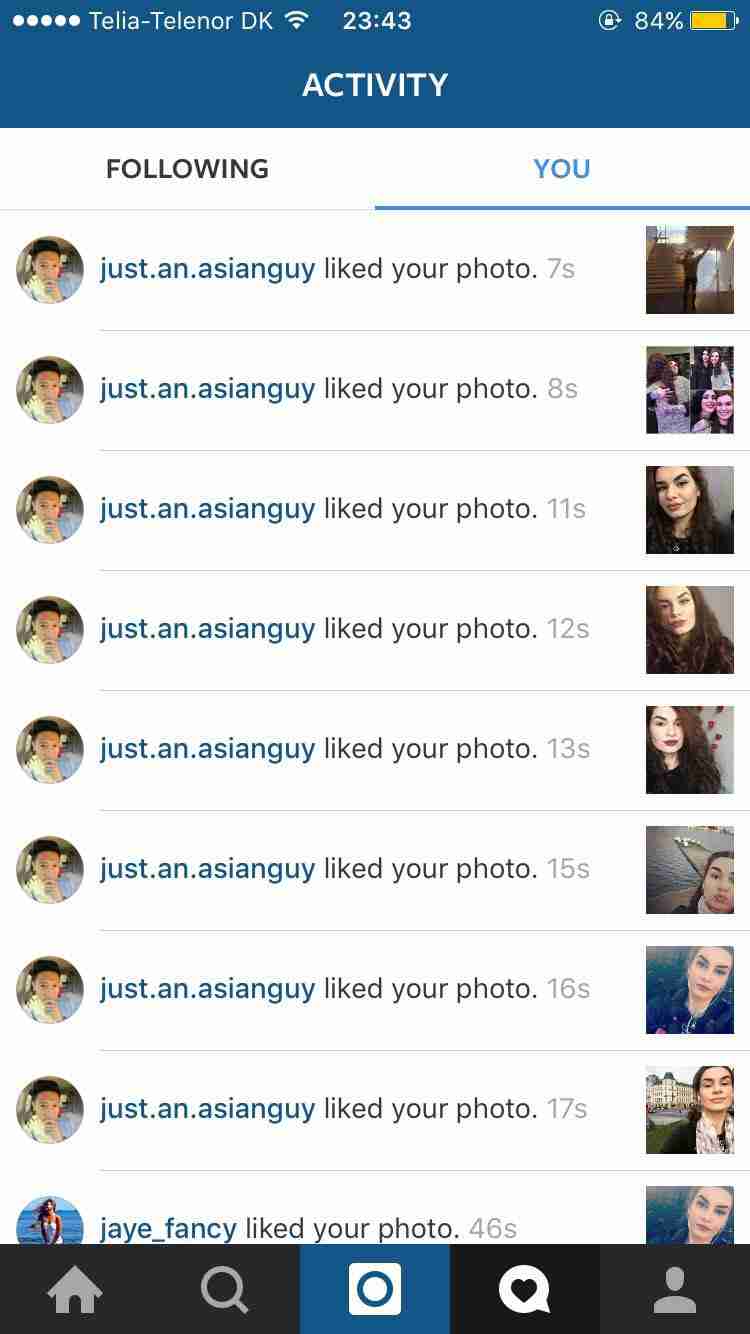 Telia-Telenor DK 23:43 84%
ACTIVITY
FOLLOWING YOU
just.an.asianguy liked your photo. 7s
just.an.asianguy liked your photo. 8s
just.an.asianguy liked your photo. 11s
just.an.asianguy liked your photo. 12s
just.an.asianguy liked your photo. 13s
just.an.asianguy liked your photo. 15s
just.an.asianguy liked your photo. 16s
just.an.asianguy liked your photo. 17s
jaye_fancy liked your photo. 46s